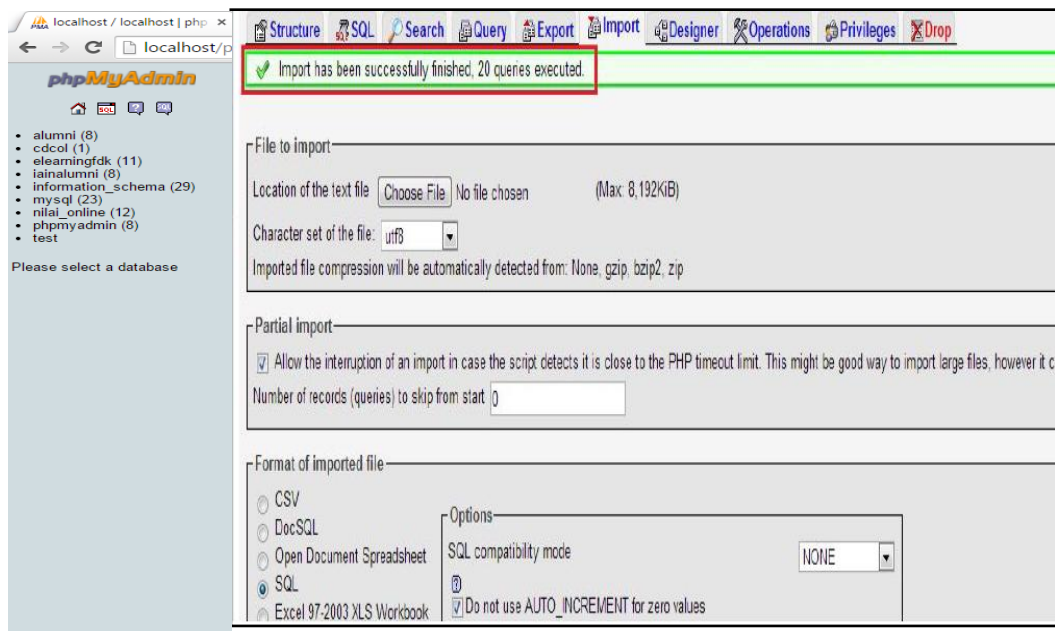 localhost / localhost | php
localhost/p
phpMyAdmin
alumni (8)
cdcol (1)
elearningfdk (11)
iainalumni (8)
information_schema (29)
mysql (23)
nilai_online (12)
phpmyadmin (8)
test
Please select a database
Structure SQL Search Query Export Import Designer Operations Privileges Drop
Import has been successfully finished, 20 queries executed.
File to import
Location of the text file Choose File No file chosen (Max: 8,192KiB)
Character set of the file: utf8
Imported file compression will be automatically detected from: None, gzip, bzip2, zip
Partial import
Allow the interruption of an import in case the script detects it is close to the PHP timeout limit. This might be good way to import large files, however it c
Number of records (queries) to skip from start 0
Format of imported file
CSV
DocSQL
Open Document Spreadsheet
SQL
Excel 97-2003 XLS Workbook
Options
SQL compatibility mode NONE
Do not use AUTO_INCREMENT for zero values